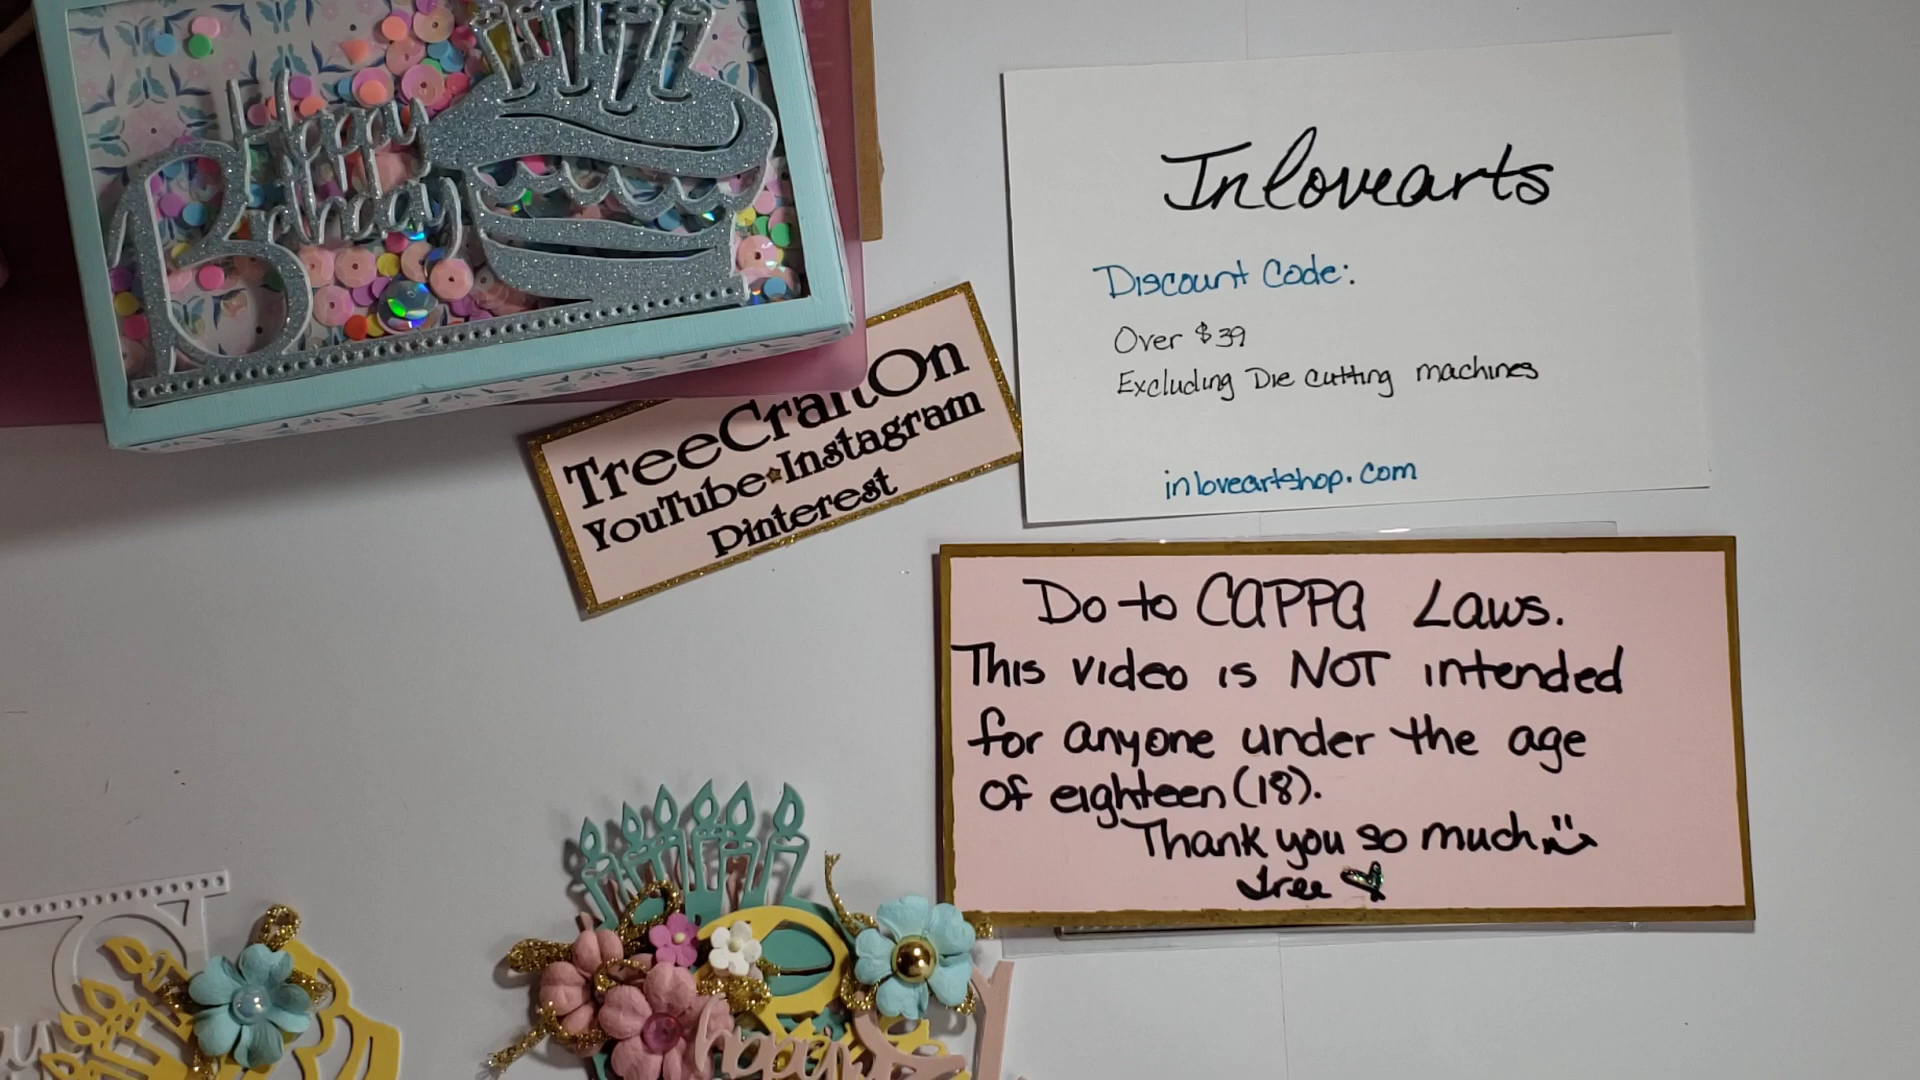 Happy
Birthday
TreeCraftOn
YouTube Instagram
Pinterest
Inlovearts
Discount Code:
Over $39
Excluding Die cutting machines
inloveartshop.com
Do to CAPPA Laws.
This video is NOT intended
for anyone under the age
of eighteen (18).
Thank you so much
Tree
happy